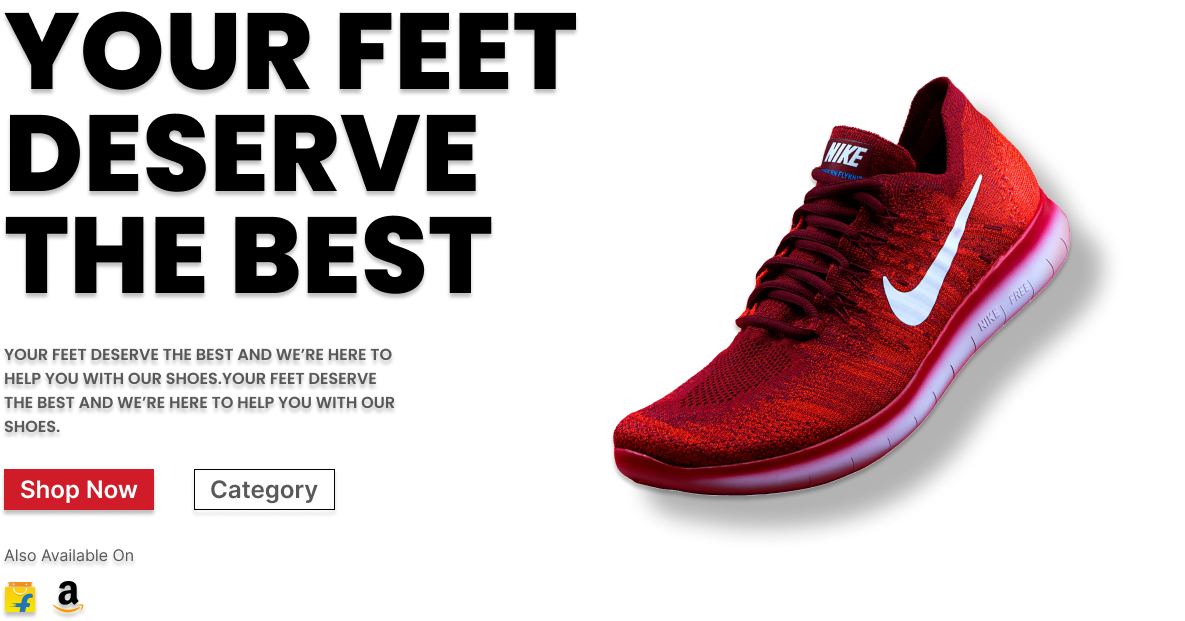 YOUR FEET
DESERVE
THE BEST
YOUR FEET DESERVE THE BEST AND WE’RE HERE TO
HELP YOU WITH OUR SHOES.YOUR FEET DESERVE
THE BEST AND WE’RE HERE TO HELP YOU WITH OUR
SHOES.
Shop Now
Category
Also Available On
f
a
NIKE
NIKE FREE